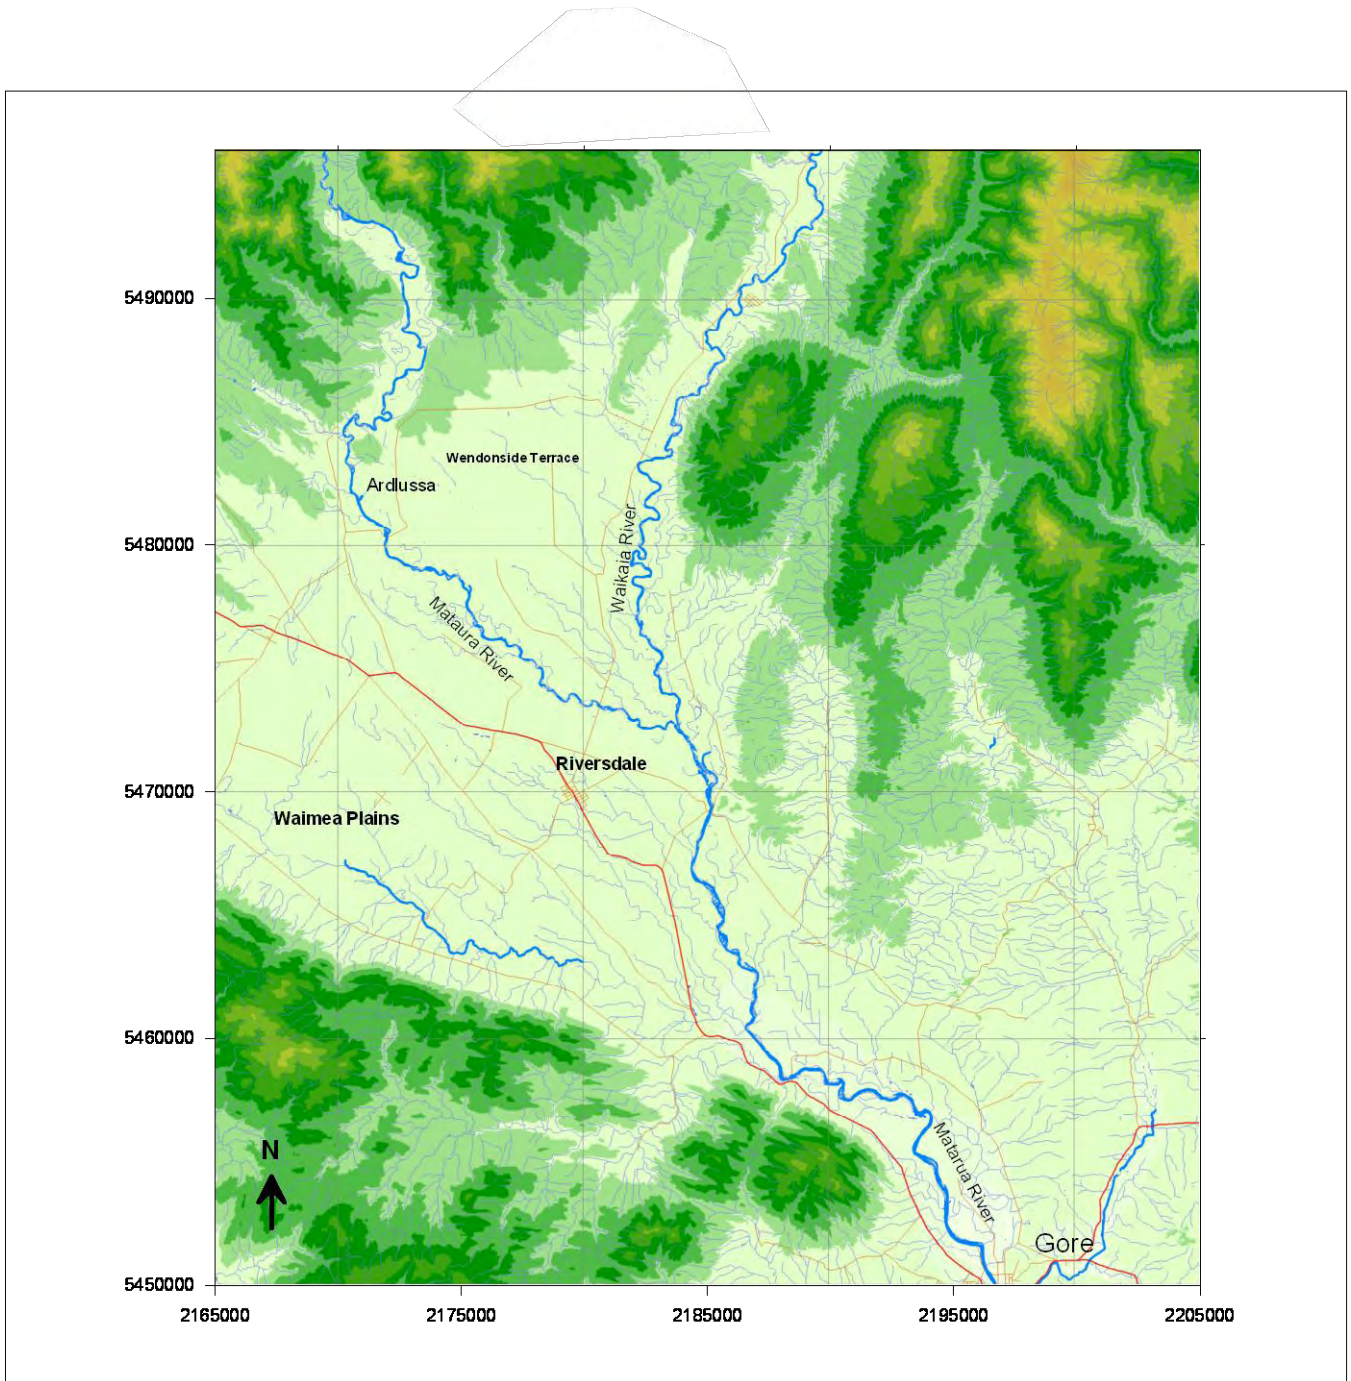 5490000
Wendonside Terrace
Ardlussa
Waikaia River
5480000
Mataura River
Riversdale
5470000
Waimea Plains
5460000
N
Matarua River
Gore
5450000
2165000
2175000
2185000
2195000
2205000